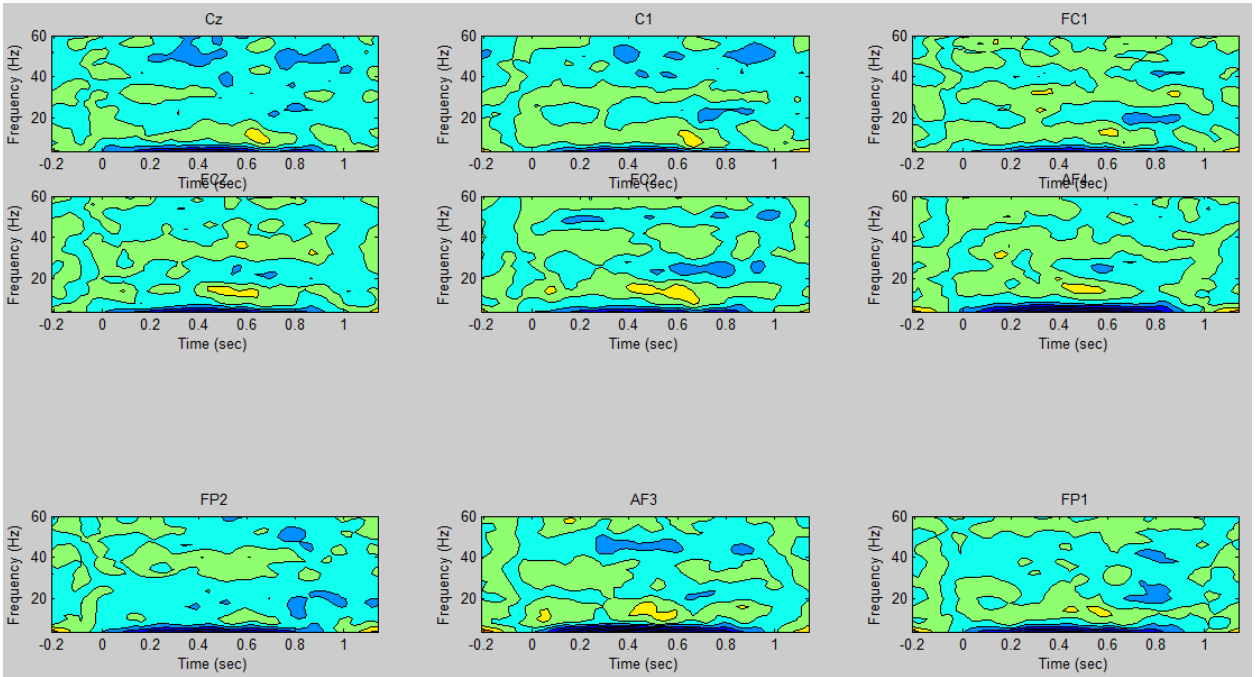 Cz C1 FC1
60 60 60
Frequency (Hz) Frequency (Hz) Frequency (Hz)
40 40 40
20 20 20
-0.2 0 0.2 0.4 0.6 0.8 1 -0.2 0 0.2 0.4 0.6 0.8 1 -0.2 0 0.2 0.4 0.6 0.8 1
Time (sec) Time (sec) Time (sec)
FCZ FC2 AF4
60 60 60
Frequency (Hz) Frequency (Hz) Frequency (Hz)
40 40 40
20 20 20
-0.2 0 0.2 0.4 0.6 0.8 1 -0.2 0 0.2 0.4 0.6 0.8 1 -0.2 0 0.2 0.4 0.6 0.8 1
Time (sec) Time (sec) Time (sec)
FP2 AF3 FP1
60 60 60
Frequency (Hz) Frequency (Hz) Frequency (Hz)
40 40 40
20 20 20
-0.2 0 0.2 0.4 0.6 0.8 1 -0.2 0 0.2 0.4 0.6 0.8 1 -0.2 0 0.2 0.4 0.6 0.8 1
Time (sec) Time (sec) Time (sec)